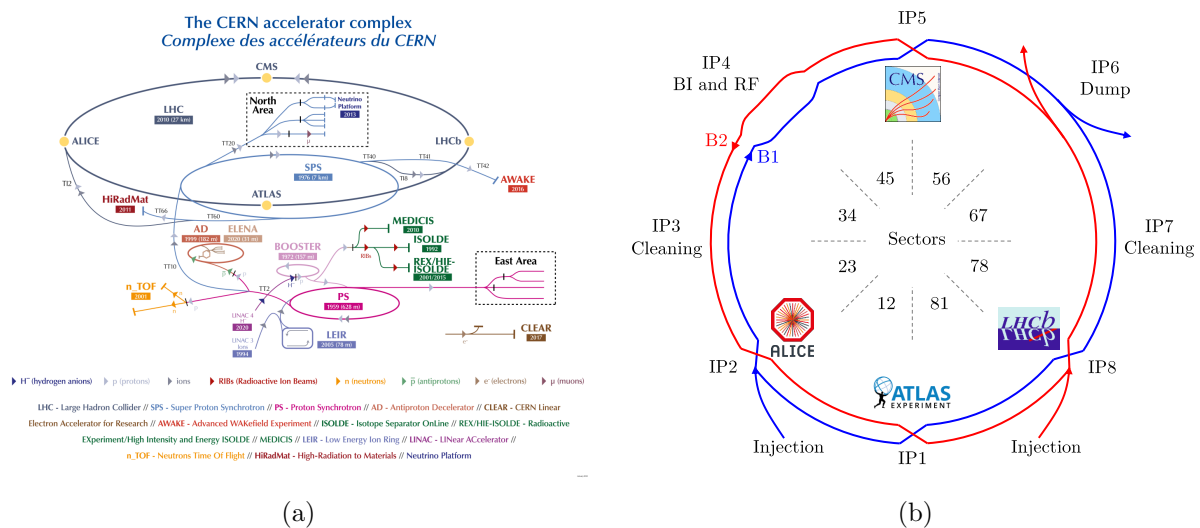 The CERN accelerator complex
Complexe des accélérateurs du CERN
CMS
LHC
2010 (27 km)
North
Area
Neutrino
Platform
2013
ALICE
LHCb
TT20
TT40
TT41
TT42
TI8
TI2
SPS
1976 (7 km)
AWAKE
2016
ATLAS
HiRadMat
2011
TT66
TT60
AD
1999 (182 m)
ELENA
2020 (31 m)
TT10
BOOSTER
1972 (157 m)
MEDICIS
2010
ISOLDE
1992
RIBs
REX/HIE-
ISOLDE
2001/2015
East Area
n_TOF
2001
TT2
PS
1959 (628 m)
LINAC 4
H⁻
2020
LINAC 3
Ions
1994
LEIR
2005 (78 m)
CLEAR
2017
H⁻ (hydrogen anions)
p (protons)
ions
RIBs (Radioactive Ion Beams)
n (neutrons)
p̅ (antiprotons)
e⁻ (electrons)
μ (muons)
LHC - Large Hadron Collider // SPS - Super Proton Synchrotron // PS - Proton Synchrotron // AD - Antiproton Decelerator // CLEAR - CERN Linear
Electron Accelerator for Research // AWAKE - Advanced WAKefield Experiment // ISOLDE - Isotope Separator OnLine // REX/HIE-ISOLDE - Radioactive
EXperiment/High Intensity and Energy ISOLDE // MEDICIS // LEIR - Low Energy Ion Ring // LINAC - LINear ACcelerator //
n_TOF - Neutrons Time Of Flight // HiRadMat - High-Radiation to Materials // Neutrino Platform
(a)
IP5
IP4
BI and RF
CMS
IP6
Dump
B2
B1
45
56
34
67
IP3
Cleaning
Sectors
IP7
Cleaning
23
78
12
81
ALICE
LHCb
IP2
IP8
ATLAS
EXPERIMENT
Injection
IP1
Injection
(b)